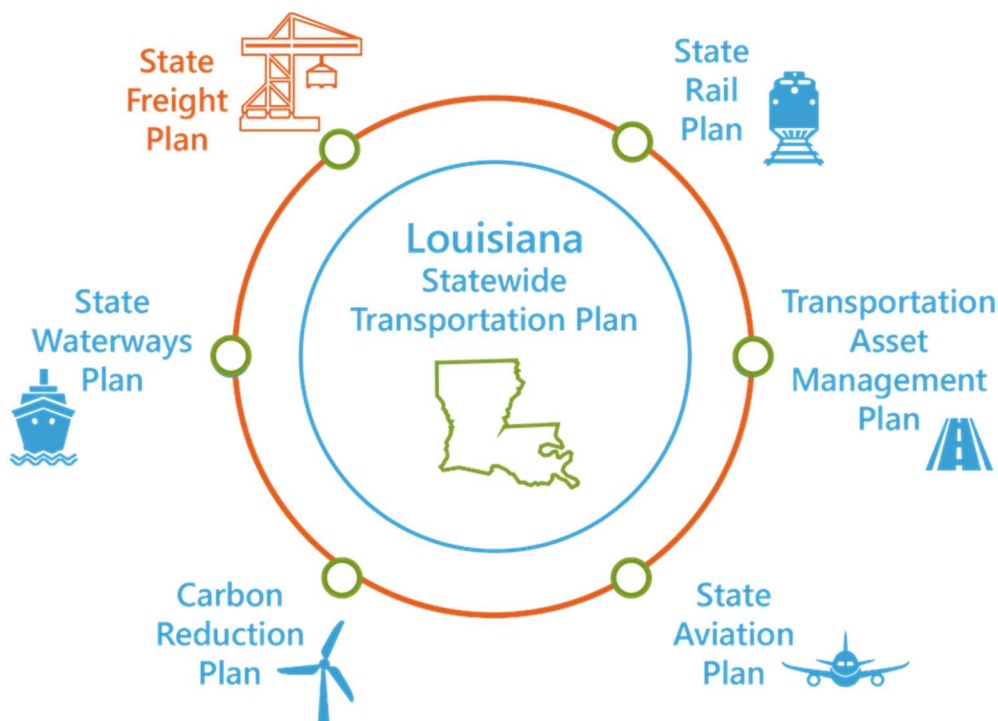 State
Freight
Plan
State
Rail
Plan
Louisiana
Statewide
Transportation Plan
State
Waterways
Plan
Transportation
Asset
Management
Plan
Carbon
Reduction
Plan
State
Aviation
Plan